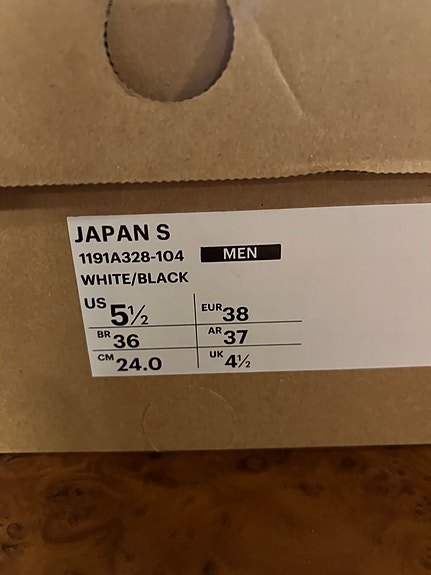 JAPAN S
1191A328-104 MEN
WHITE/BLACK
US 5½ EUR 38
BR 36 AR 37
CM 24.0 UK 4½